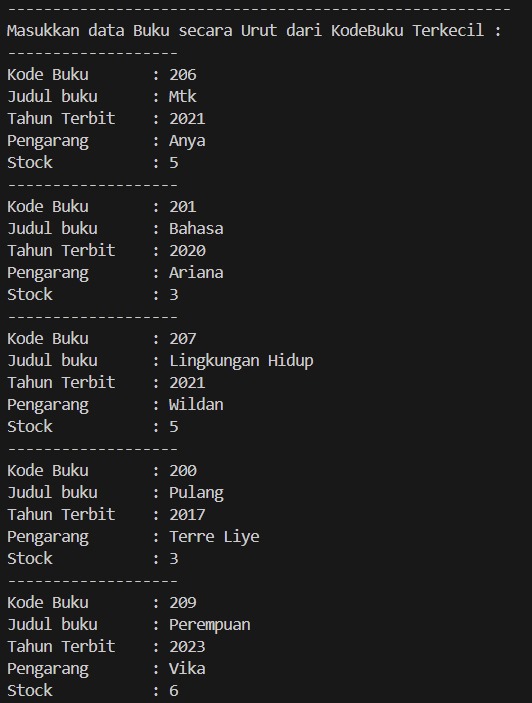 --------------------------------------------------------
Masukkan data Buku secara Urut dari KodeBuku Terkecil :
-------------------
Kode Buku       : 206
Judul buku      : Mtk
Tahun Terbit    : 2021
Pengarang       : Anya
Stock           : 5
-------------------
Kode Buku       : 201
Judul buku      : Bahasa
Tahun Terbit    : 2020
Pengarang       : Ariana
Stock           : 3
-------------------
Kode Buku       : 207
Judul buku      : Lingkungan Hidup
Tahun Terbit    : 2021
Pengarang       : Wildan
Stock           : 5
-------------------
Kode Buku       : 200
Judul buku      : Pulang
Tahun Terbit    : 2017
Pengarang       : Terre Liye
Stock           : 3
-------------------
Kode Buku       : 209
Judul buku      : Perempuan
Tahun Terbit    : 2023
Pengarang       : Vika
Stock           : 6